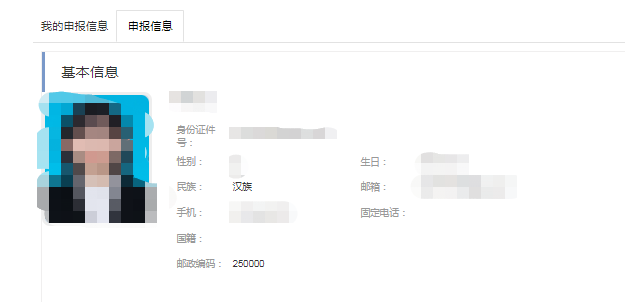 我的申报信息 申报信息
基本信息
身份证件
号：
性别： 生日：
民族： 汉族 邮箱：
手机： 固定电话：
国籍：
邮政编码： 250000